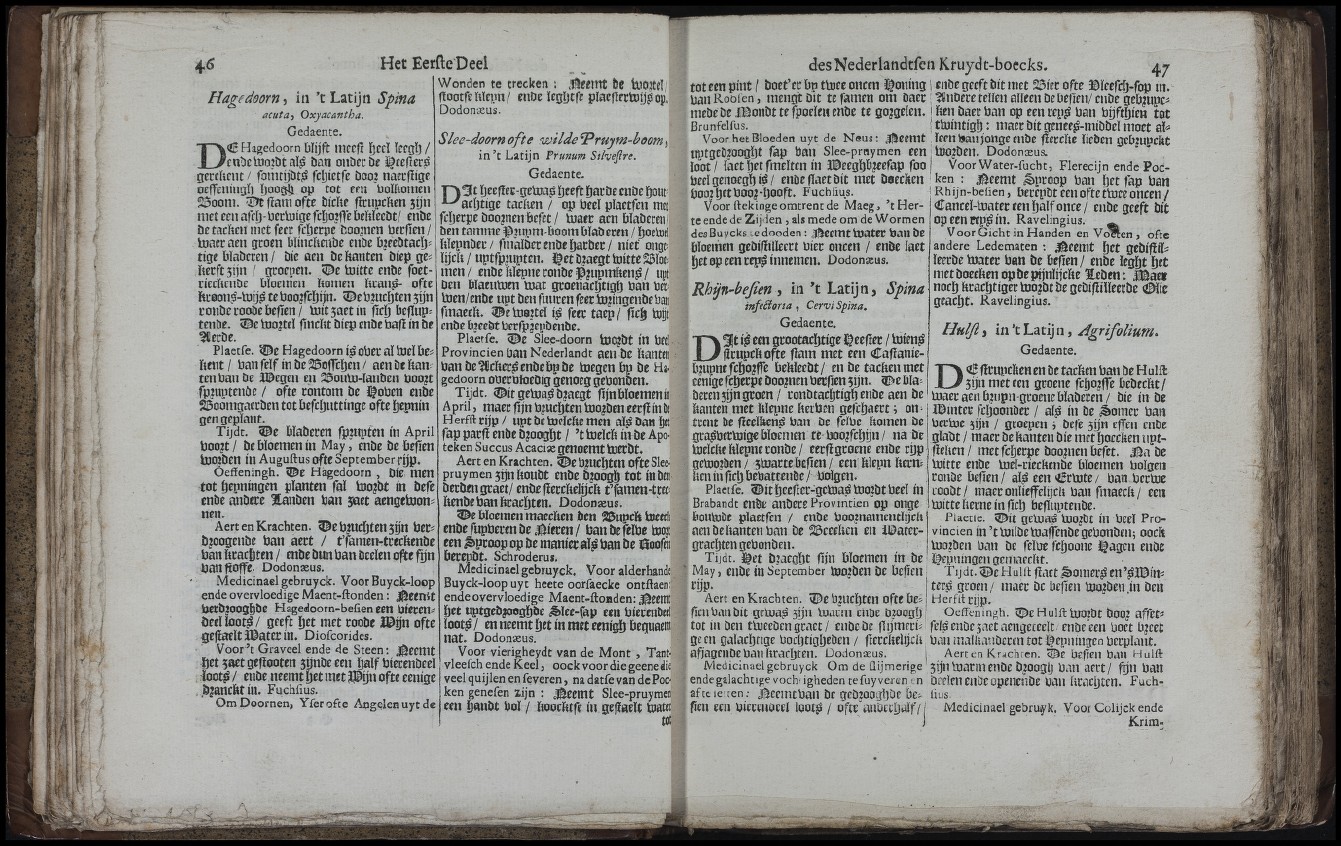 46
Het Eerste Deel
Hagedoorn, in 't Latijn Spina
acuta, Oxyacantha.
Gedaente.
DE Hagedoorn blijft meest heel leegh /
ende wordt als dan onder de Heesters
gerekent / somtijdts schietse door naerstige
oeffeningh hoogh op tot een volkomen
Boom. De stam ofte dicke struycken zijn
met een asch-verwige schorsse bekleedt / ende
de tacken met seer scherpe doornen versien /
waer aen groen blinckende ende breedtach-
tige bladeren / die aen de kanten diep ge-
kerft zijn / groeyen. De witte ende soet-
rieckende bloemen komen krans- ofte
kroons-wijs te voorschijn. De vruchten zijn
ronde roode besien / wit zaet in sich besluy-
tende. De wortel sinckt diep ende vast in de
Aerde.
Plaetse. De Hagedoorn is over al wel be-
kent / van self in de Bosschen / aen de kan-
ten van de Wegen en Bouw-landen voort
spruytende / ofte rontom de Hoven ende
Boomgaerden tot beschuttinge ofte heynin
gen geplant.
Tijdt. De bladeren spruyten in April
voort / de bloemen in May, ende de besien
worden in Augustus ofte September rijp.
Oeffeningh. De Hagedoorn, die men
tot heyningen planten sal wordt in dese
ende andere Landen van zaet aengewon-
nen.
Aert en Krachten. De vruchten zijn ver-
droogende van aert / t'samen-treckende
van krachten / ende dun van deelen ofte fijn
van stoffe. Dodonæus.
Medicinael gebruyck. Voor Buyck-loop
ende overvloedige Maent-stonden: Neemt
verdrooghde Hagedoorn-besien een vieren-
deel loots / geeft het met roode Wijn ofte
gestaelt Water in. Dioscorides.
Voor 't Graveel ende de Steen: Neemt
het zaet gestooten zijnde een half vierendeel
loots / ende neemt het met Wijn ofte eenige
dranckt in. Fuchsius.
Om Doornen, Yser ofte Angelen uyt de
Wonden te trecken: Neemt de wortel /
stootse kleyn / ende leghtse plaesterwijs op.
Dodonæus.
Slee-doorn ofte wilde Pruym-boom,
in 't Latijn Prunum Silvestre.
Gedaente.
DIt heester-gewas heeft harde ende hout
achtige tacken / op veel plaetsen met
scherpe doornen beset / waer aen bladeren
den tamme Pruym-boom bladeren / hoewel
kleynder / smalder ende harder / niet onge
lijck / uytspruyten. Het draegt witte Bloe
men / ende kleyne ronde Pruymkens / uyt
den blaeuwen wat groenachtigh van ver
wen / ende uyt den suuren seer wringende van
smaeck. De wortel is seer taey / sich wijt
ende breedt verspreydende.
Plaetse. De Slee-doorn wordt in veel
Provincien van Nederlandt aen de kanten
van de Ackers ende by de wegen by de Ha
gedoorn overvloedig genoeg gevonden.
Tijdt. Dit gewas draegt sijn bloemen in
April, maer sijn vruchten worden eerst in de
Herfst rijp / uyt de welcke men als dan het
sap parst ende drooght / 't welck in de Apo-
teken Succus Acaciæ genoemt werdt.
Aert en Krachten. De vruchten ofte Slee-
pruymen zijn koudt ende droogh tot in den
derden graet / ende sterckelijck t'samen-trec
kende van krachten. Dodonæus.
De bloemen maecken den Buyck weeck
ende suyveren de Nieren / van de selve wor
een Syroop op de manier als van de Roosen
bereydt. Schroderus.
Medicinael gebruyck. Voor alderhande
Buyck-loop uyt heete oorsaecke ontstaen
ende overvloedige Maent-stonden: Neemt
het uytgedrooghde Slee-sap een vierendeel
loots / en neemt het in met eenigh bequaem
nat. Dodonæus.
Voor vierigheydt van de Mont, Tant-
vleesch ende Keel, oock voor die geene die
veel quijlen en severen, na datse van de Poc-
ken genesen zijn: Neemt Slee-pruymen
een handt vol / koocktse in gestaelt water
tot
des Nederlandtsen Kruydt-boecks.
47
tot een pint / doet'er by twee oncen Honing
van Rosien, mengt dit te samen om daer
mede de Mondt te spoelen ende te gorgelen.
Brunfelsus.
Voor het Bloeden uyt de Neus: Neemt
uytgedrooght sap van Slee-pruymen een
loot / laet het smelten in Weeghbreesap soo
veel genoegh is / ende slaet dit met doecken
voor het voor-hooft. Fuchsius.
Voor stekinge omtrent de Maeg, 't Her-
te ende de Zijden, als mede om de Wormen
des Buycks te dooden: Neemt water van de
bloemen gedistilleert vier oncen / ende laet
het op een reys innemen. Dodonæus.
Rhijn-besien, in 't Latijn, Spina
infectoria, Cervi Spina.
Gedaente.
DIt is een grootachtige Heester / wiens
struyck ofte stam met een Castanie-
bruyne schorsse bekleedt / en de tacken met
eenige scherpe doornen versien zijn. De bla-
deren zijn groen / rondtachtigh ende aen de
kanten met kleyne kerven geschaert; on-
trent de steelkens van de selve komen de
grasverwige bloemen te voorschijn / na de
welcke kleyne ronde / eerst groene ende rijp
geworden / zwarte besien / een kleyn kern-
ken in sich bevattende / volgen.
Plaetse. Dit heester-gewas wordt veel in
Brabandt ende andere Provintien op onge
bouwde plaetsen / ende voornamentlijck
aen de kanten van de Beecken en Water-
grachten gevonden.
Tijdt. Het draeght sijn bloemen in de
May, ende in September worden de besien
rijp.
Aert en Krachten. De vruchten ofte be-
sien van dit gewas zijn warm ende droogh
tot in den tweeden graet / ende de slijmeri-
ge en galachtige vochtigheden / sterckelijck
afjagende van krachten. Dodonæus.
Medicinael gebruyck Om de slijmerige
ende galachtige vochtigheden te suyveren en
af te setten: Neemt van de gedrooghde be-
sien een vierendeel loots / ofte anderhalf /
ende geeft dit met Bier ofte Vleesch-sop in.
Andere tellen alleen de besien / ende gebruyc-
ken daer van op een reys van vijfthien tot
twintigh: maer dit genees-middel moet al-
leen van jonge ende stercke lieden gebruyckt
worden. Dodonæus.
Voor Water-sucht, Flerecijn ende Poc-
ken: Neemt Syroop van het sap van
Rhijn-besien, bereydt een ofte twee oncen /
Cancel-water een half once / ende geeft dit
op een reys in. Ravelingius.
Voor Gicht in Handen en Voeten, ofte
andere Ledematen: Neemt het gedistil-
leerde water van de besien / ende leght het
met doecken op de pijnlijcke Leden: Maer
noch krachtiger wordt de gedistilleerde Olie
geacht. Ravelingius.
Hulst, in 't Latijn, Agrifolium.
Gedaente.
DE struycken en de tacken van de Hulst
zijn met een groene schorsse bedeckt /
waer aen bruyn-groene bladeren / die in de
Winter schoonder / als in de Somer van
verwe zijn / groeyen; dese zijn effen ende
gladt / maer de kanten die met hoecken uyt-
steken / met scherpe doornen beset. Na de
witte ende wel-rieckende bloemen volgen
ronde besien / als een Erwte / van verwe
roodt / maer onlieffelijck van smaeck / een
witte kerne in sich besluytende.
Plaetse. Dit gewas wordt in veel Pro-
vincien in 't wilde wassende gevonden; oock
worden van de selve schoone Hagen ende
Heyningen gemaeckt.
Tijdt. De Hulst staet Somers en 's Win-
ters groen / maer de besien worden in den
Herfst rijp.
Oeffeningh. De Hulst wordt door afset-
sels ende zaet aengeteelt / ende een voet breet
van malkanderen tot Heyningen verplant.
Aert en Krachten. De besien van Hulst
zijn warm ende droogh van aert / fijn van
deelen ende openende van krachten. Fuch-
sius.
Medicinael gebruyk. Voor Colijck ende
Krim-